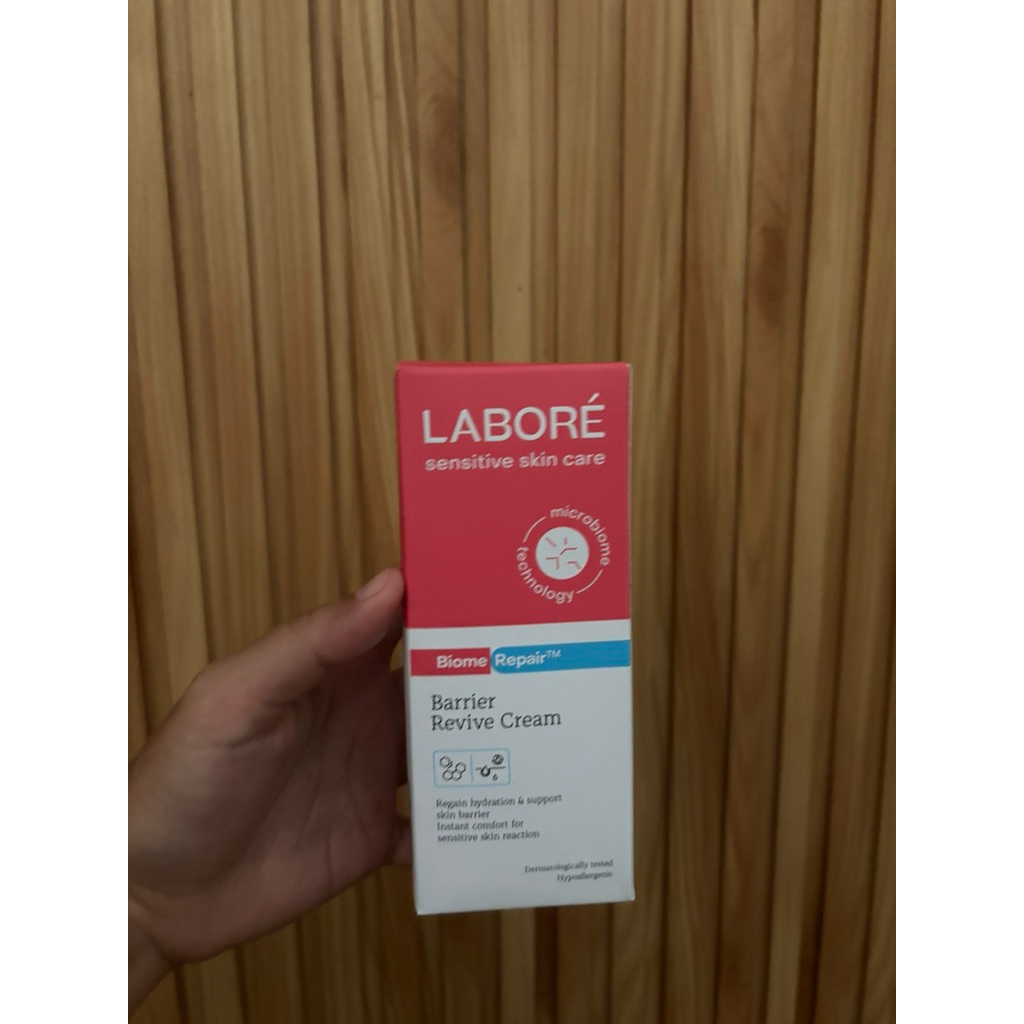 LABORÉ
sensitive skin care
microbiome
technology
Biome Repair™
Barrier
Revive Cream
Regain hydration & support
skin barrier
Instant comfort for
sensitive skin reaction
Dermatologically tested
Hypoallergenic